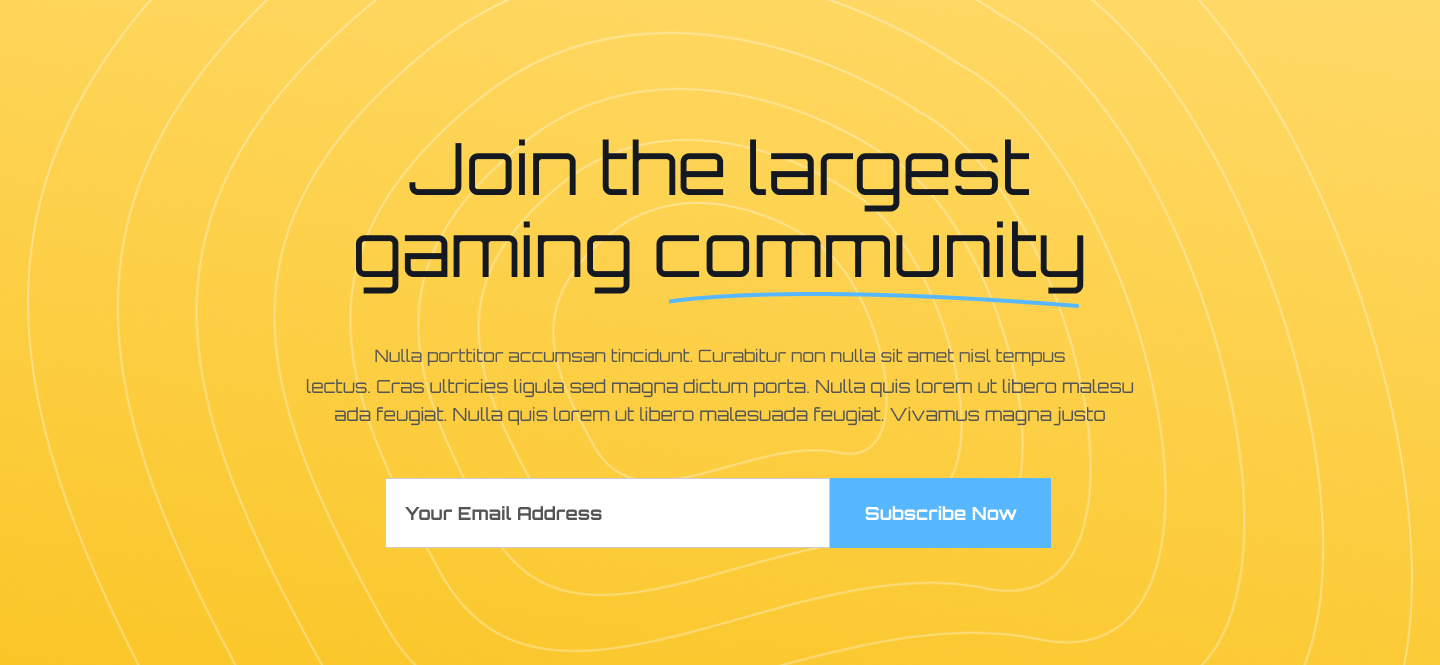 Join the largest
gaming community
Nulla porttitor accumsan tincidunt. Curabitur non nulla sit amet nisl tempus
lectus. Cras ultricies ligula sed magna dictum porta. Nulla quis lorem ut libero malesu
ada feugiat. Nulla quis lorem ut libero malesuada feugiat. Vivamus magna justo
Your Email Address
Subscribe Now